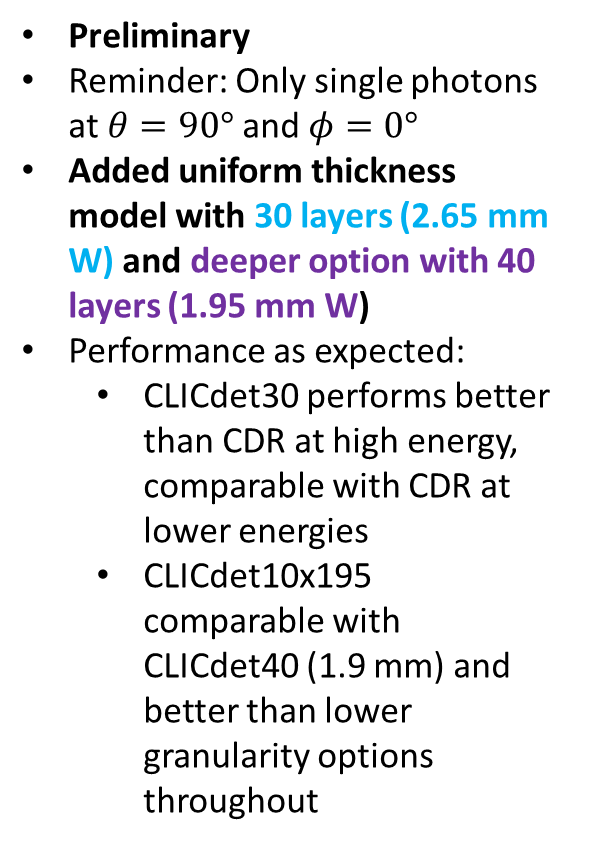 • Preliminary
• Reminder: Only single photons
at θ = 90° and ϕ = 0°
• Added uniform thickness
model with 30 layers (2.65 mm
W) and deeper option with 40
layers (1.95 mm W)
• Performance as expected:
• CLICdet30 performs better
than CDR at high energy,
comparable with CDR at
lower energies
• CLICdet10x195
comparable with
CLICdet40 (1.9 mm) and
better than lower
granularity options
throughout